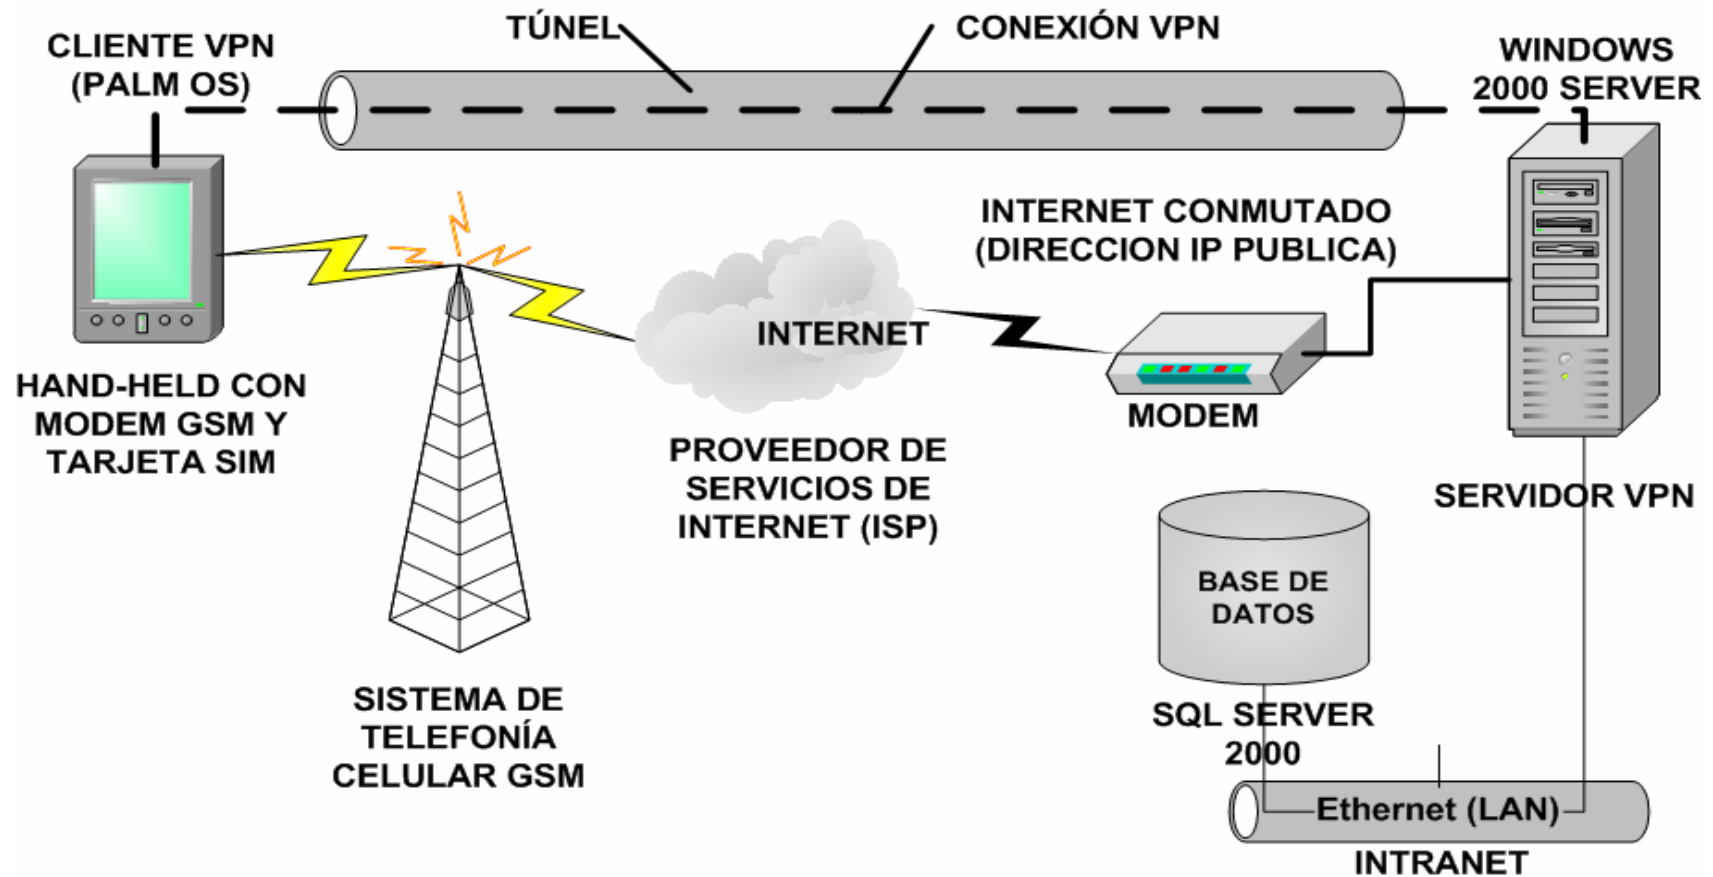 TÚNEL
CONEXIÓN VPN
CLIENTE VPN
(PALM OS)
WINDOWS
2000 SERVER
INTERNET CONMUTADO
(DIRECCION IP PUBLICA)
INTERNET
HAND-HELD CON
MODEM GSM Y
TARJETA SIM
MODEM
PROVEEDOR DE
SERVICIOS DE
INTERNET (ISP)
SERVIDOR VPN
BASE DE
DATOS
SISTEMA DE
TELEFONÍA
CELULAR GSM
SQL SERVER
2000
Ethernet (LAN)
INTRANET